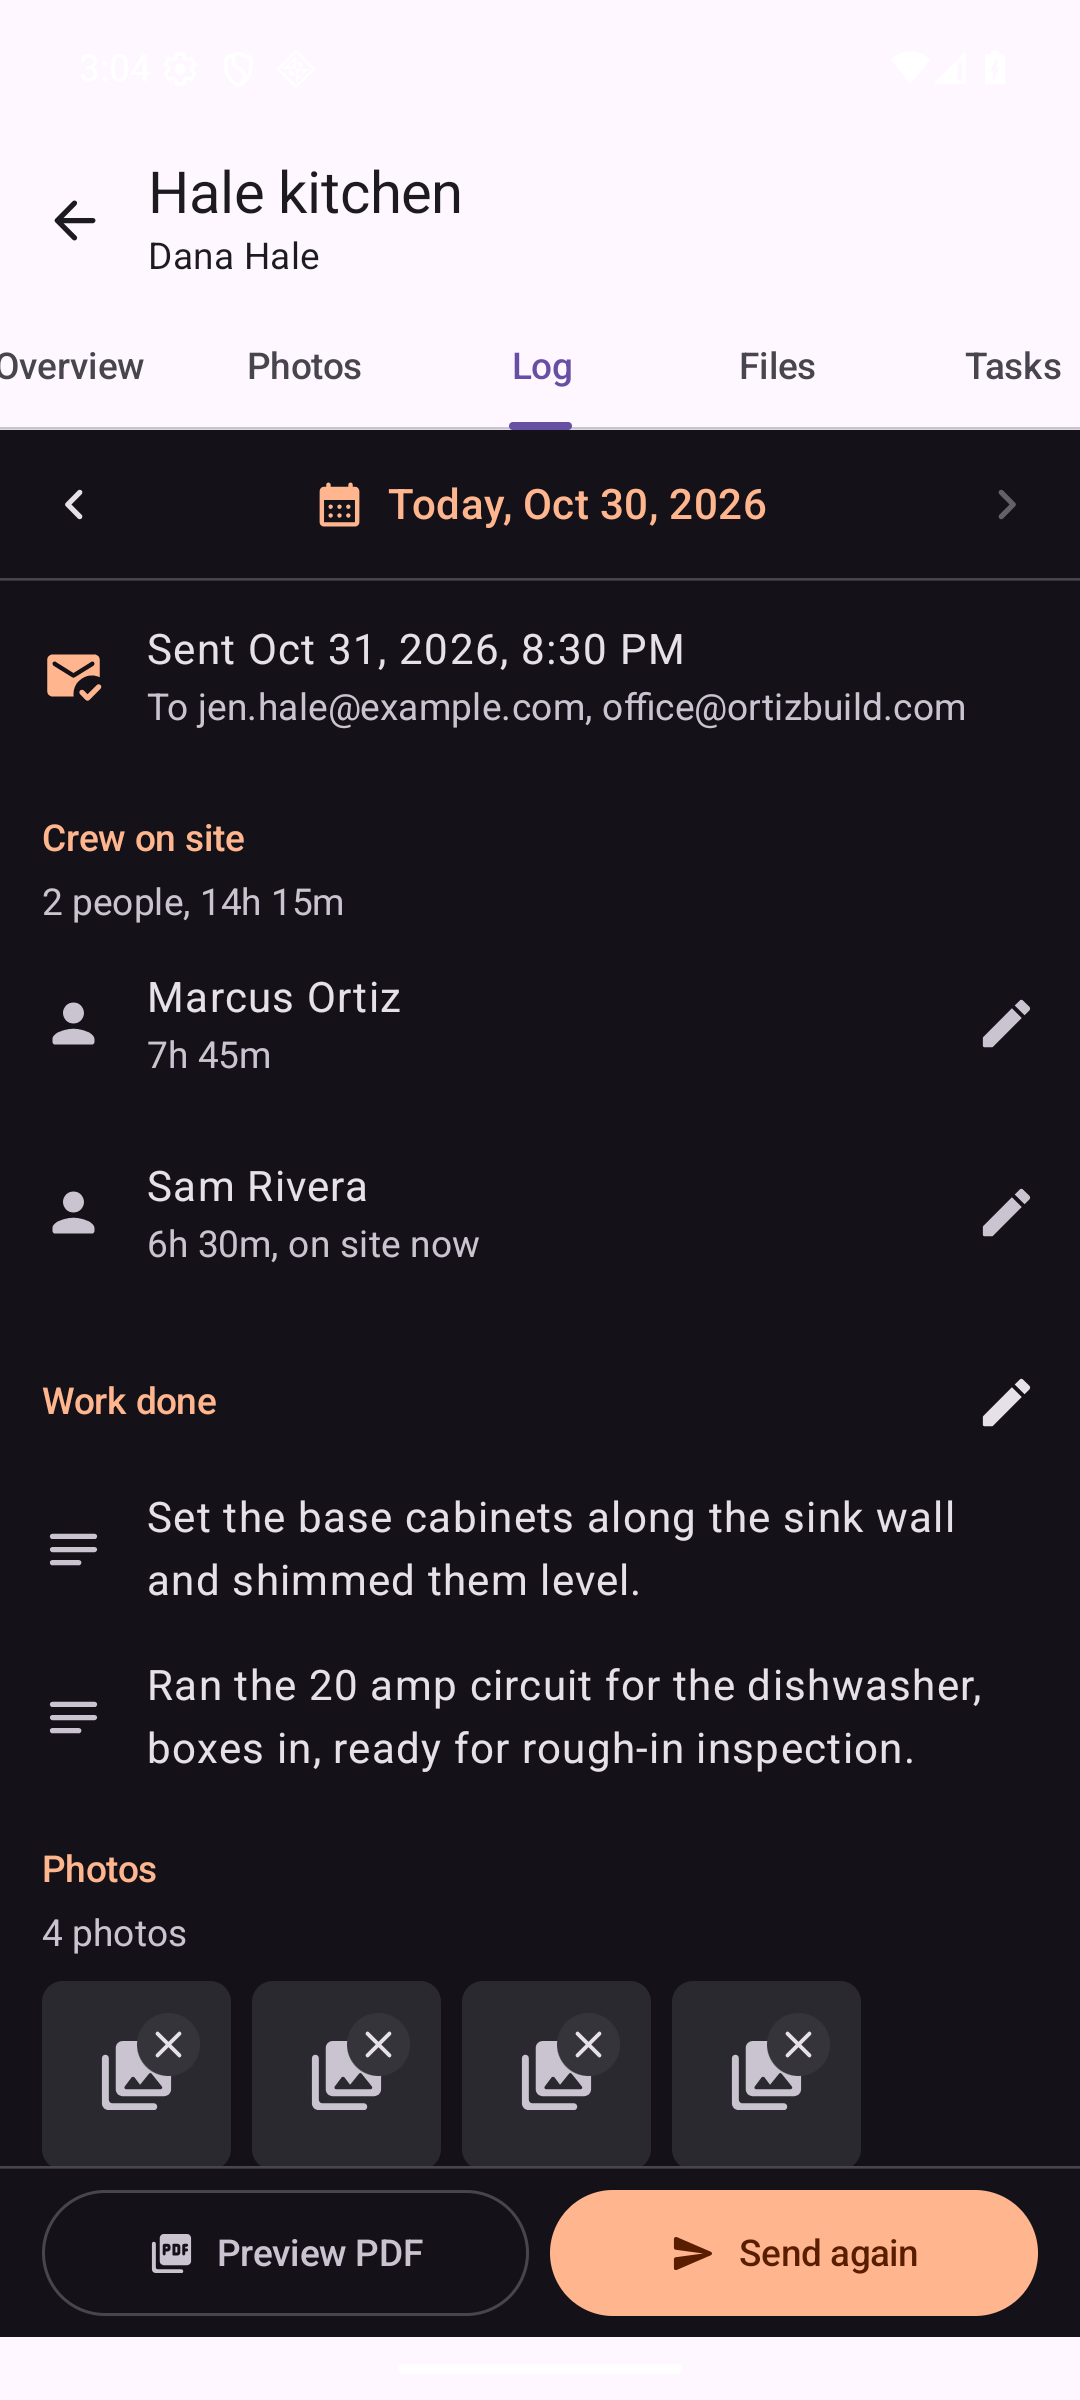 3:04
Hale kitchen
Dana Hale
Overview Photos Log Files Tasks
Today, Oct 30, 2026
Sent Oct 31, 2026, 8:30 PM
To jen.hale@example.com, office@ortizbuild.com
Crew on site
2 people, 14h 15m
Marcus Ortiz
7h 45m
Sam Rivera
6h 30m, on site now
Work done
Set the base cabinets along the sink wall
and shimmed them level.
Ran the 20 amp circuit for the dishwasher,
boxes in, ready for rough-in inspection.
Photos
4 photos
PDF Preview PDF
Send again